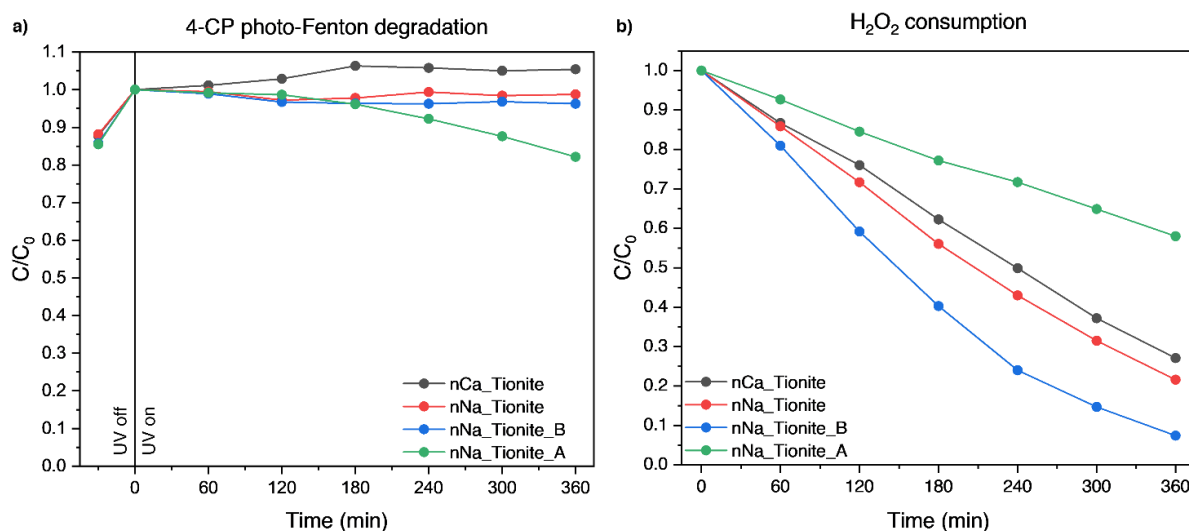 a)
4-CP photo-Fenton degradation
1.1
1.0
0.9
0.8
0.7
0.6
0.5
0.4
0.3
0.2
0.1
0.0
C/C₀
UV off
UV on
nCa_Tionite
nNa_Tionite
nNa_Tionite_B
nNa_Tionite_A
0 60 120 180 240 300 360
Time (min)
b)
H₂O₂ consumption
1.0
0.9
0.8
0.7
0.6
0.5
0.4
0.3
0.2
0.1
0.0
C/C₀
nCa_Tionite
nNa_Tionite
nNa_Tionite_B
nNa_Tionite_A
0 60 120 180 240 300 360
Time (min)